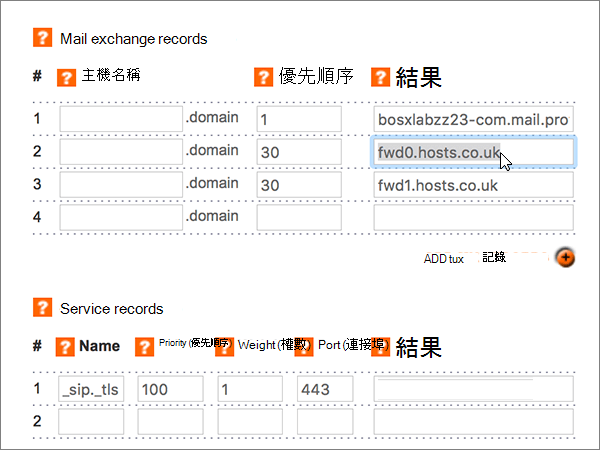 ? Mail exchange records
# ? 主機名稱 ? 優先順序 ? 結果
1 .domain 1 bosxlabzz23-com.mail.pro
2 .domain 30 fwd0.hosts.co.uk
3 .domain 30 fwd1.hosts.co.uk
4 .domain
ADD tux 記錄
? Service records
# ? Name ? Priority (優先順序) ? Weight (權數) ? Port (連接埠) ? 結果
1 _sip._tls 100 1 443
2